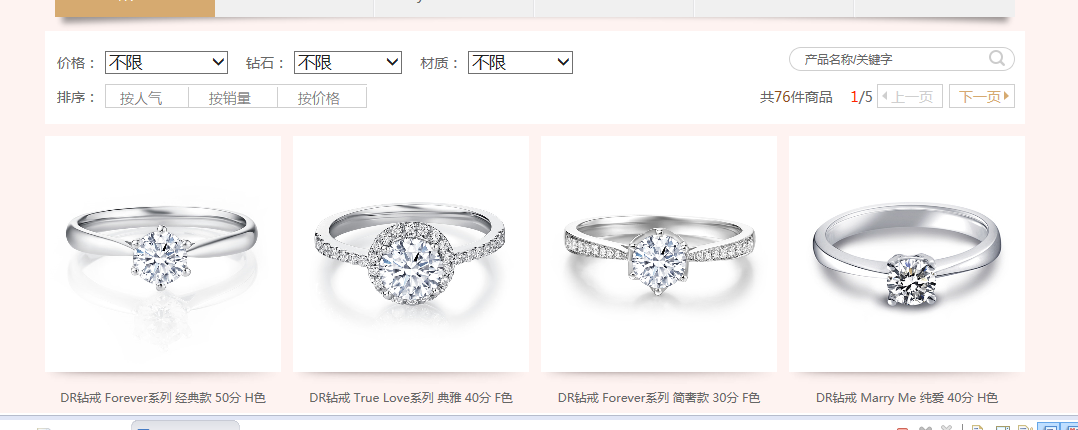 价格： 不限 钻石： 不限 材质： 不限 产品名称/关键字
排序： 按人气 按销量 按价格 共76件商品 1/5 上一页 下一页
DR钻戒 Forever系列 经典款 50分 H色
DR钻戒 True Love系列 典雅 40分 F色
DR钻戒 Forever系列 简奢款 30分 F色
DR钻戒 Marry Me 纯爱 40分 H色